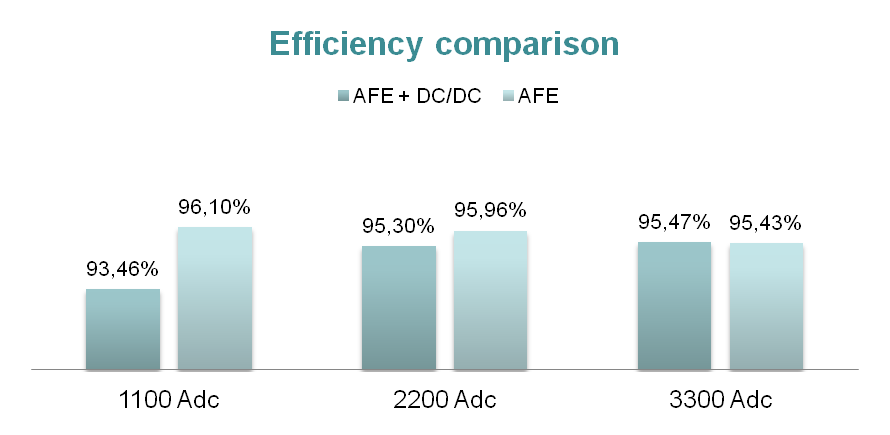 Efficiency comparison
AFE + DC/DC AFE
93,46% 96,10% 95,30% 95,96% 95,47% 95,43%
1100 Adc 2200 Adc 3300 Adc